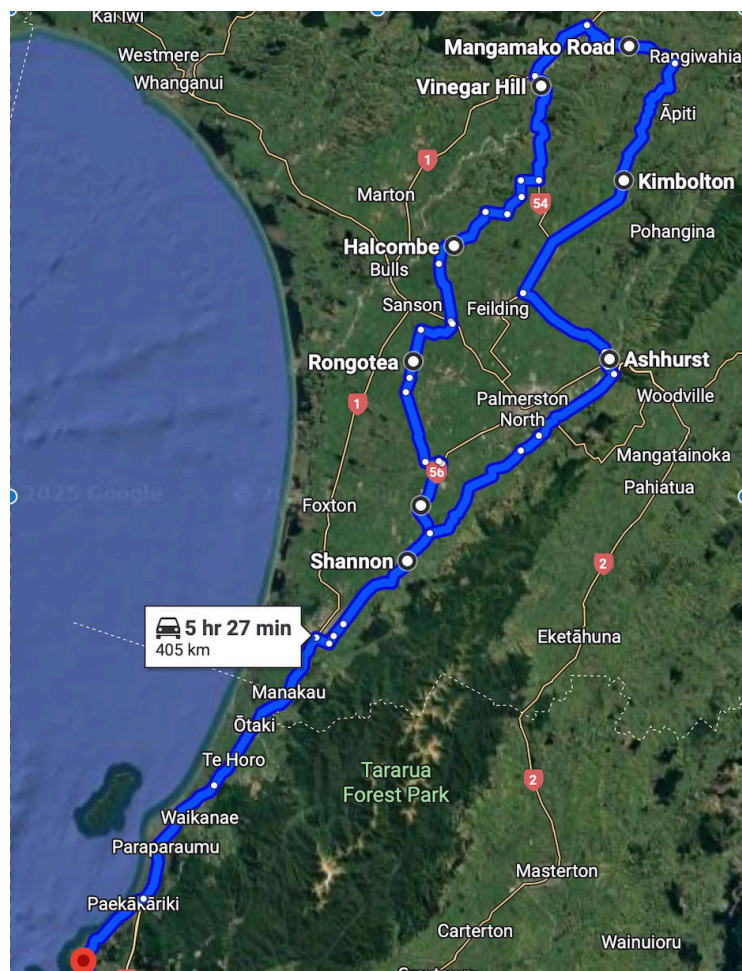 Kai Iwi
Westmere
Whanganui
Mangamako Road
Rangiwahia
Vinegar Hill
Āpiti
1
Marton
Kimbolton
54
Halcombe
Pohangina
Bulls
Sanson
Feilding
Rongotea
Ashhurst
1
Palmerston
North
Woodville
Mangatainoka
56
Pahiatua
2025 Google
Foxton
Shannon
2
5 hr 27 min
405 km
Eketāhuna
Manakau
Ōtaki
Te Horo
Tararua
Forest Park
2
Waikanae
Paraparaumu
Masterton
Paekākāriki
Carterton
Wainuioru